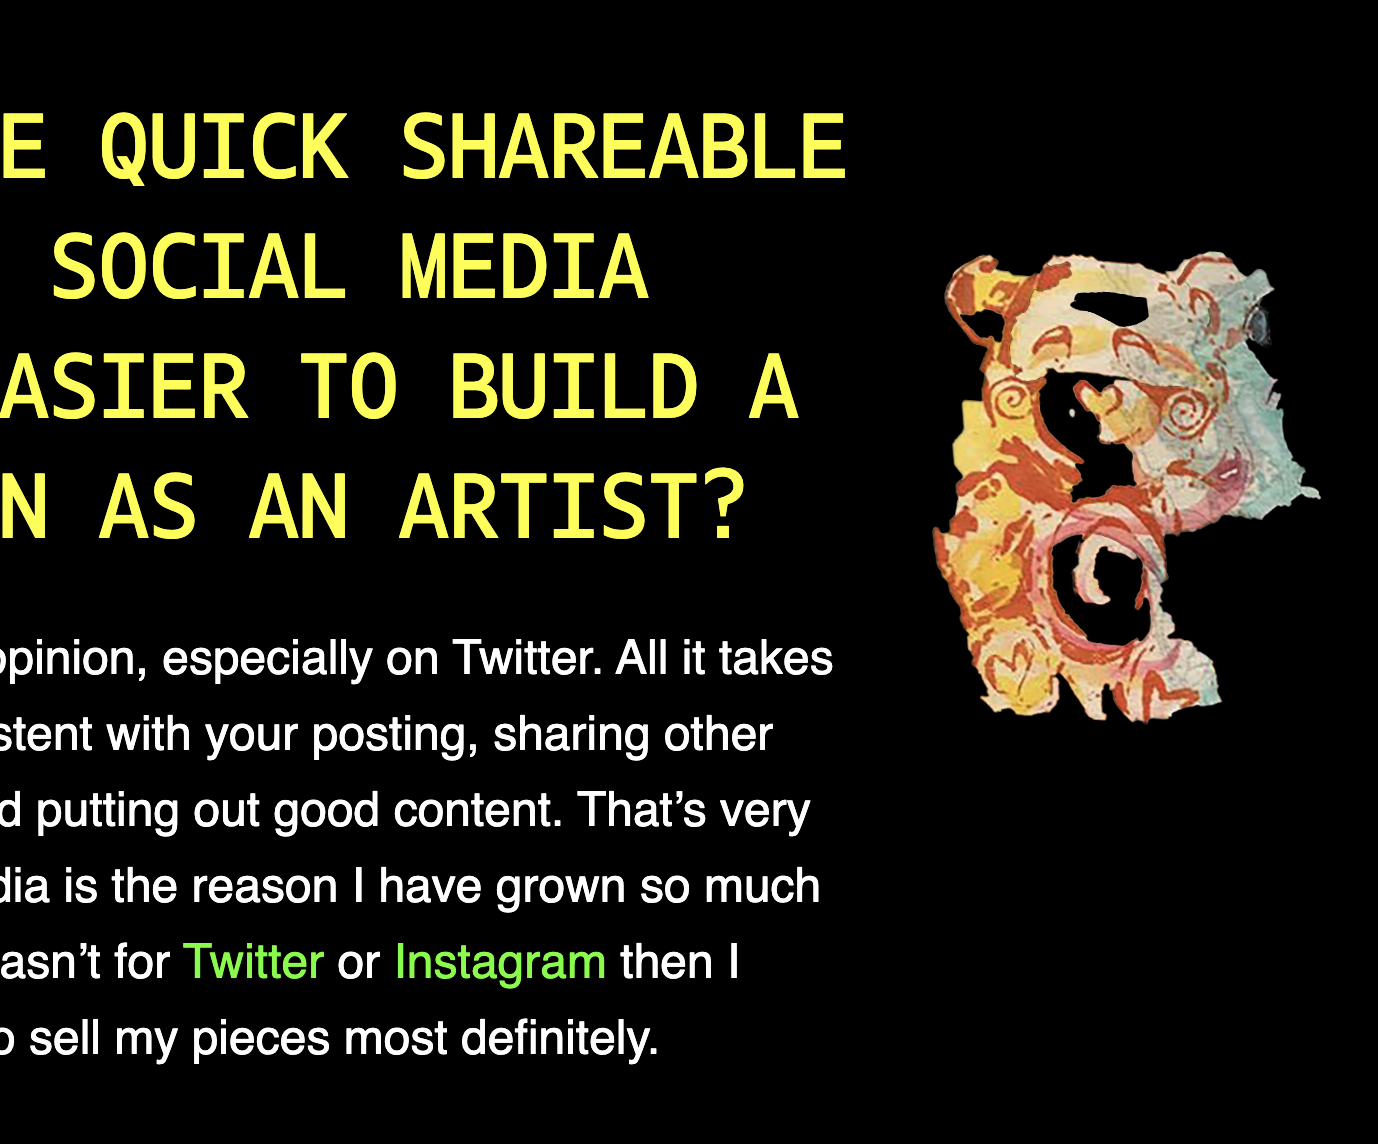 E QUICK SHAREABLE
SOCIAL MEDIA
ASIER TO BUILD A
N AS AN ARTIST?
opinion, especially on Twitter. All it takes
stent with your posting, sharing other
d putting out good content. That’s very
dia is the reason I have grown so much
asn’t for Twitter or Instagram then I
o sell my pieces most definitely.